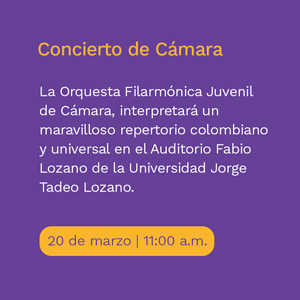 Concierto de Cámara
La Orquesta Filarmónica Juvenil
de Cámara, interpretará un
maravilloso repertorio colombiano
y universal en el Auditorio Fabio
Lozano de la Universidad Jorge
Tadeo Lozano.
20 de marzo | 11:00 a.m.